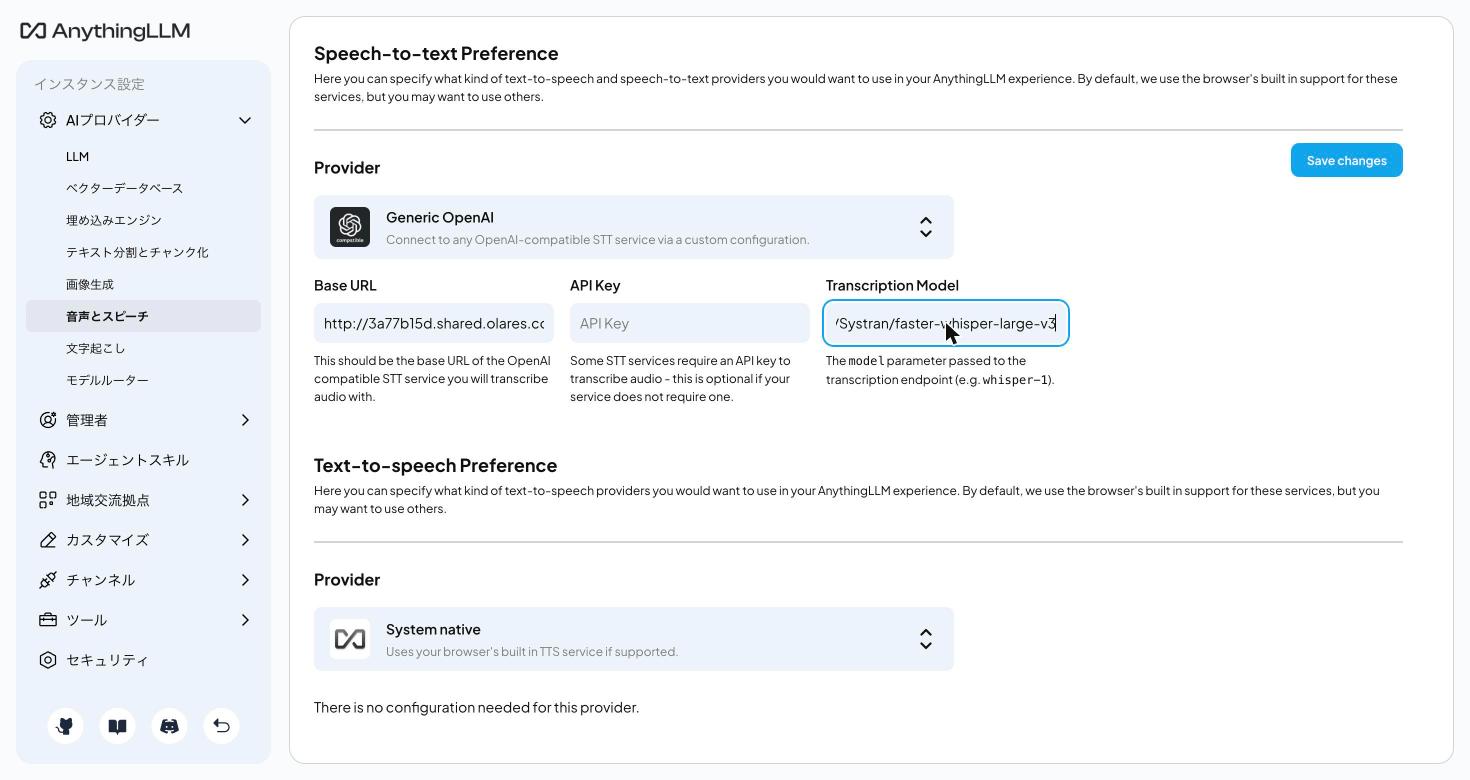 AnythingLLM
インスタンス設定
AIプロバイダー
LLM
ベクターデータベース
埋め込みエンジン
テキスト分割とチャンク化
画像生成
音声とスピーチ
文字起こし
モデルルーター
管理者
エージェントスキル
地域交流拠点
カスタマイズ
チャンネル
ツール
セキュリティ
Speech-to-text Preference
Here you can specify what kind of text-to-speech and speech-to-text providers you would want to use in your AnythingLLM experience. By default, we use the browser's built in support for these
services, but you may want to use others.
Save changes
Provider
compatible
Generic OpenAI
Connect to any OpenAI-compatible STT service via a custom configuration.
Base URL
http://3a77b15d.shared.olares.cc
This should be the base URL of the OpenAI
compatible STT service you will transcribe
audio with.
API Key
API Key
Some STT services require an API key to
transcribe audio - this is optional if your
service does not require one.
Transcription Model
/Systran/faster-whisper-large-v3
The model parameter passed to the
transcription endpoint (e.g. whisper-1).
Text-to-speech Preference
Here you can specify what kind of text-to-speech providers you would want to use in your AnythingLLM experience. By default, we use the browser's built in support for these services, but you
may want to use others.
Provider
System native
Uses your browser's built in TTS service if supported.
There is no configuration needed for this provider.